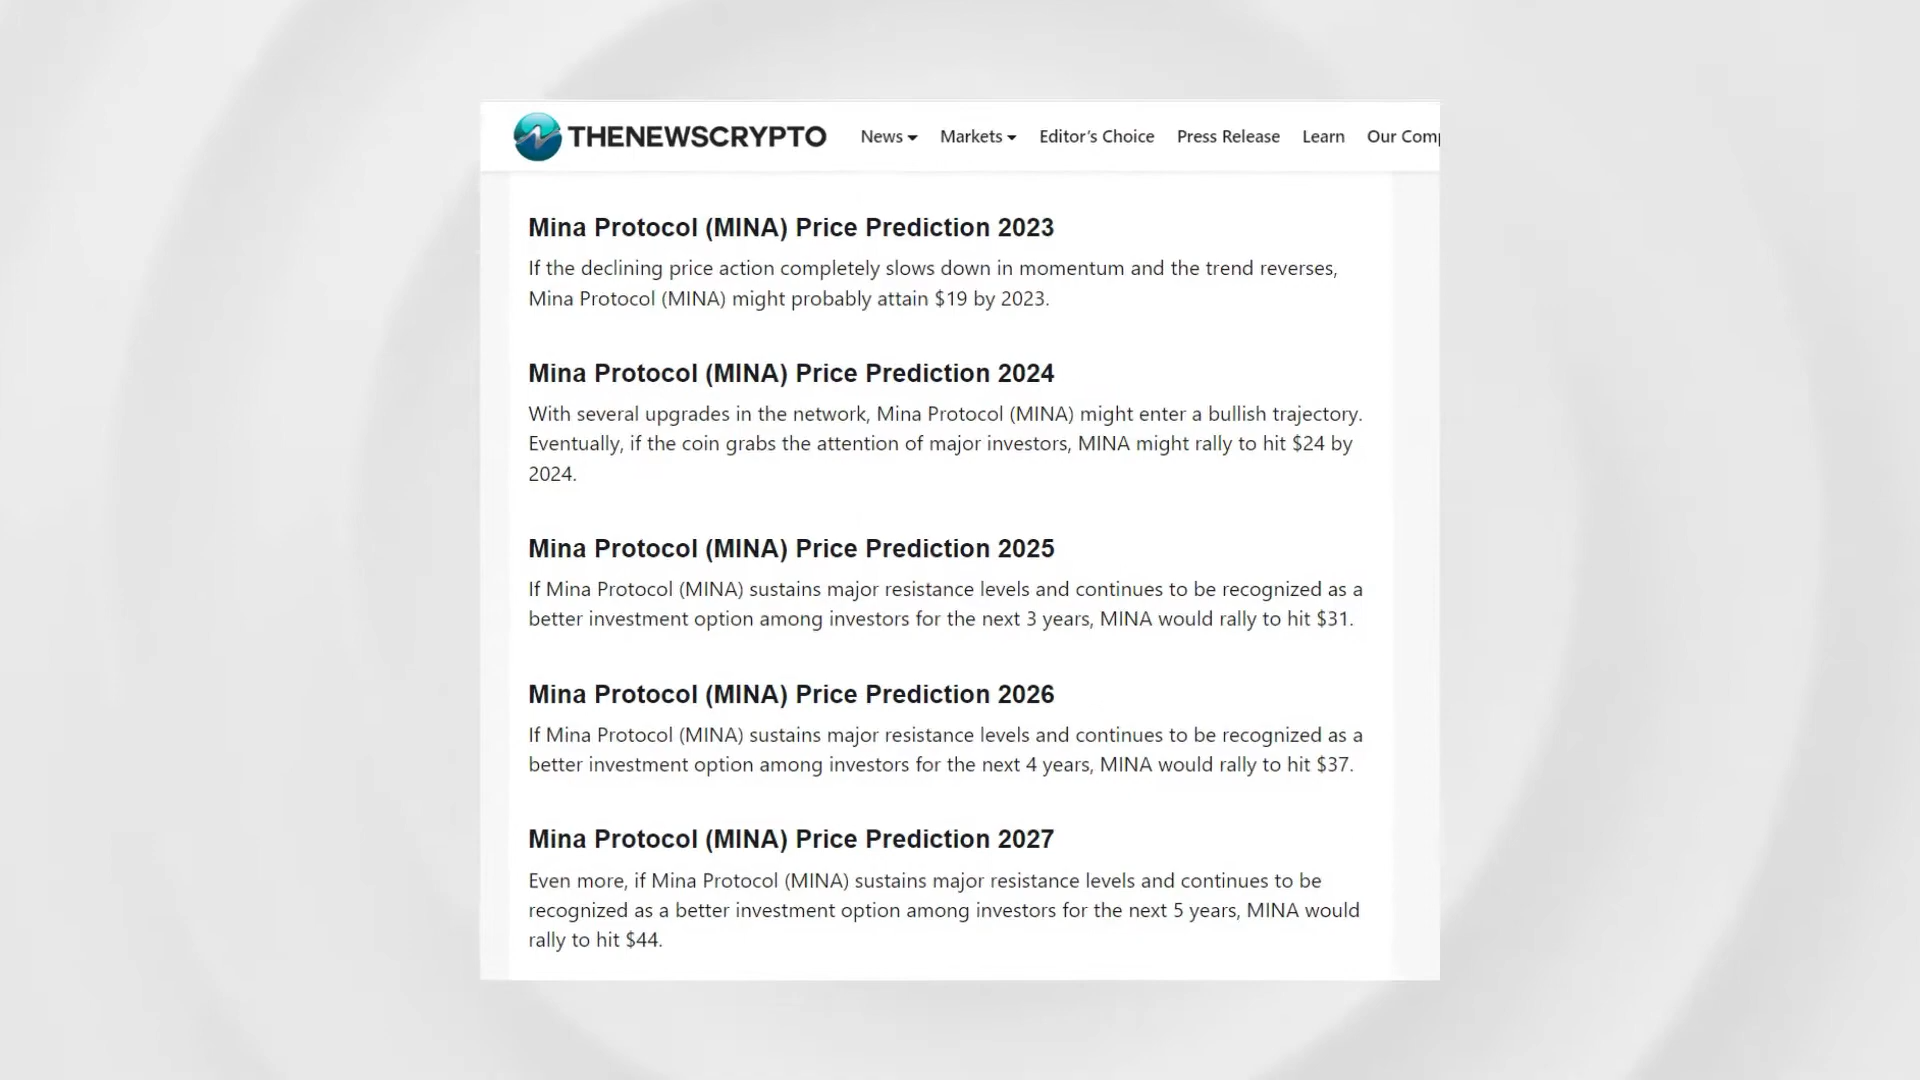 THENEWSCRYPTO News Markets Editor's Choice Press Release Learn Our
Mina Protocol (MINA) Price Prediction 2023
If the declining price action completely slows down in momentum and the trend reverses,
Mina Protocol (MINA) might probably attain $19 by 2023.
Mina Protocol (MINA) Price Prediction 2024
With several upgrades in the network, Mina Protocol (MINA) might enter a bullish trajectory.
Eventually, if the coin grabs the attention of major investors, MINA might rally to hit $24 by
2024.
Mina Protocol (MINA) Price Prediction 2025
If Mina Protocol (MINA) sustains major resistance levels and continues to be recognized as a
better investment option among investors for the next 3 years, MINA would rally to hit $31.
Mina Protocol (MINA) Price Prediction 2026
If Mina Protocol (MINA) sustains major resistance levels and continues to be recognized as a
better investment option among investors for the next 4 years, MINA would rally to hit $37.
Mina Protocol (MINA) Price Prediction 2027
Even more, if Mina Protocol (MINA) sustains major resistance levels and continues to be
recognized as a better investment option among investors for the next 5 years, MINA would
rally to hit $44.